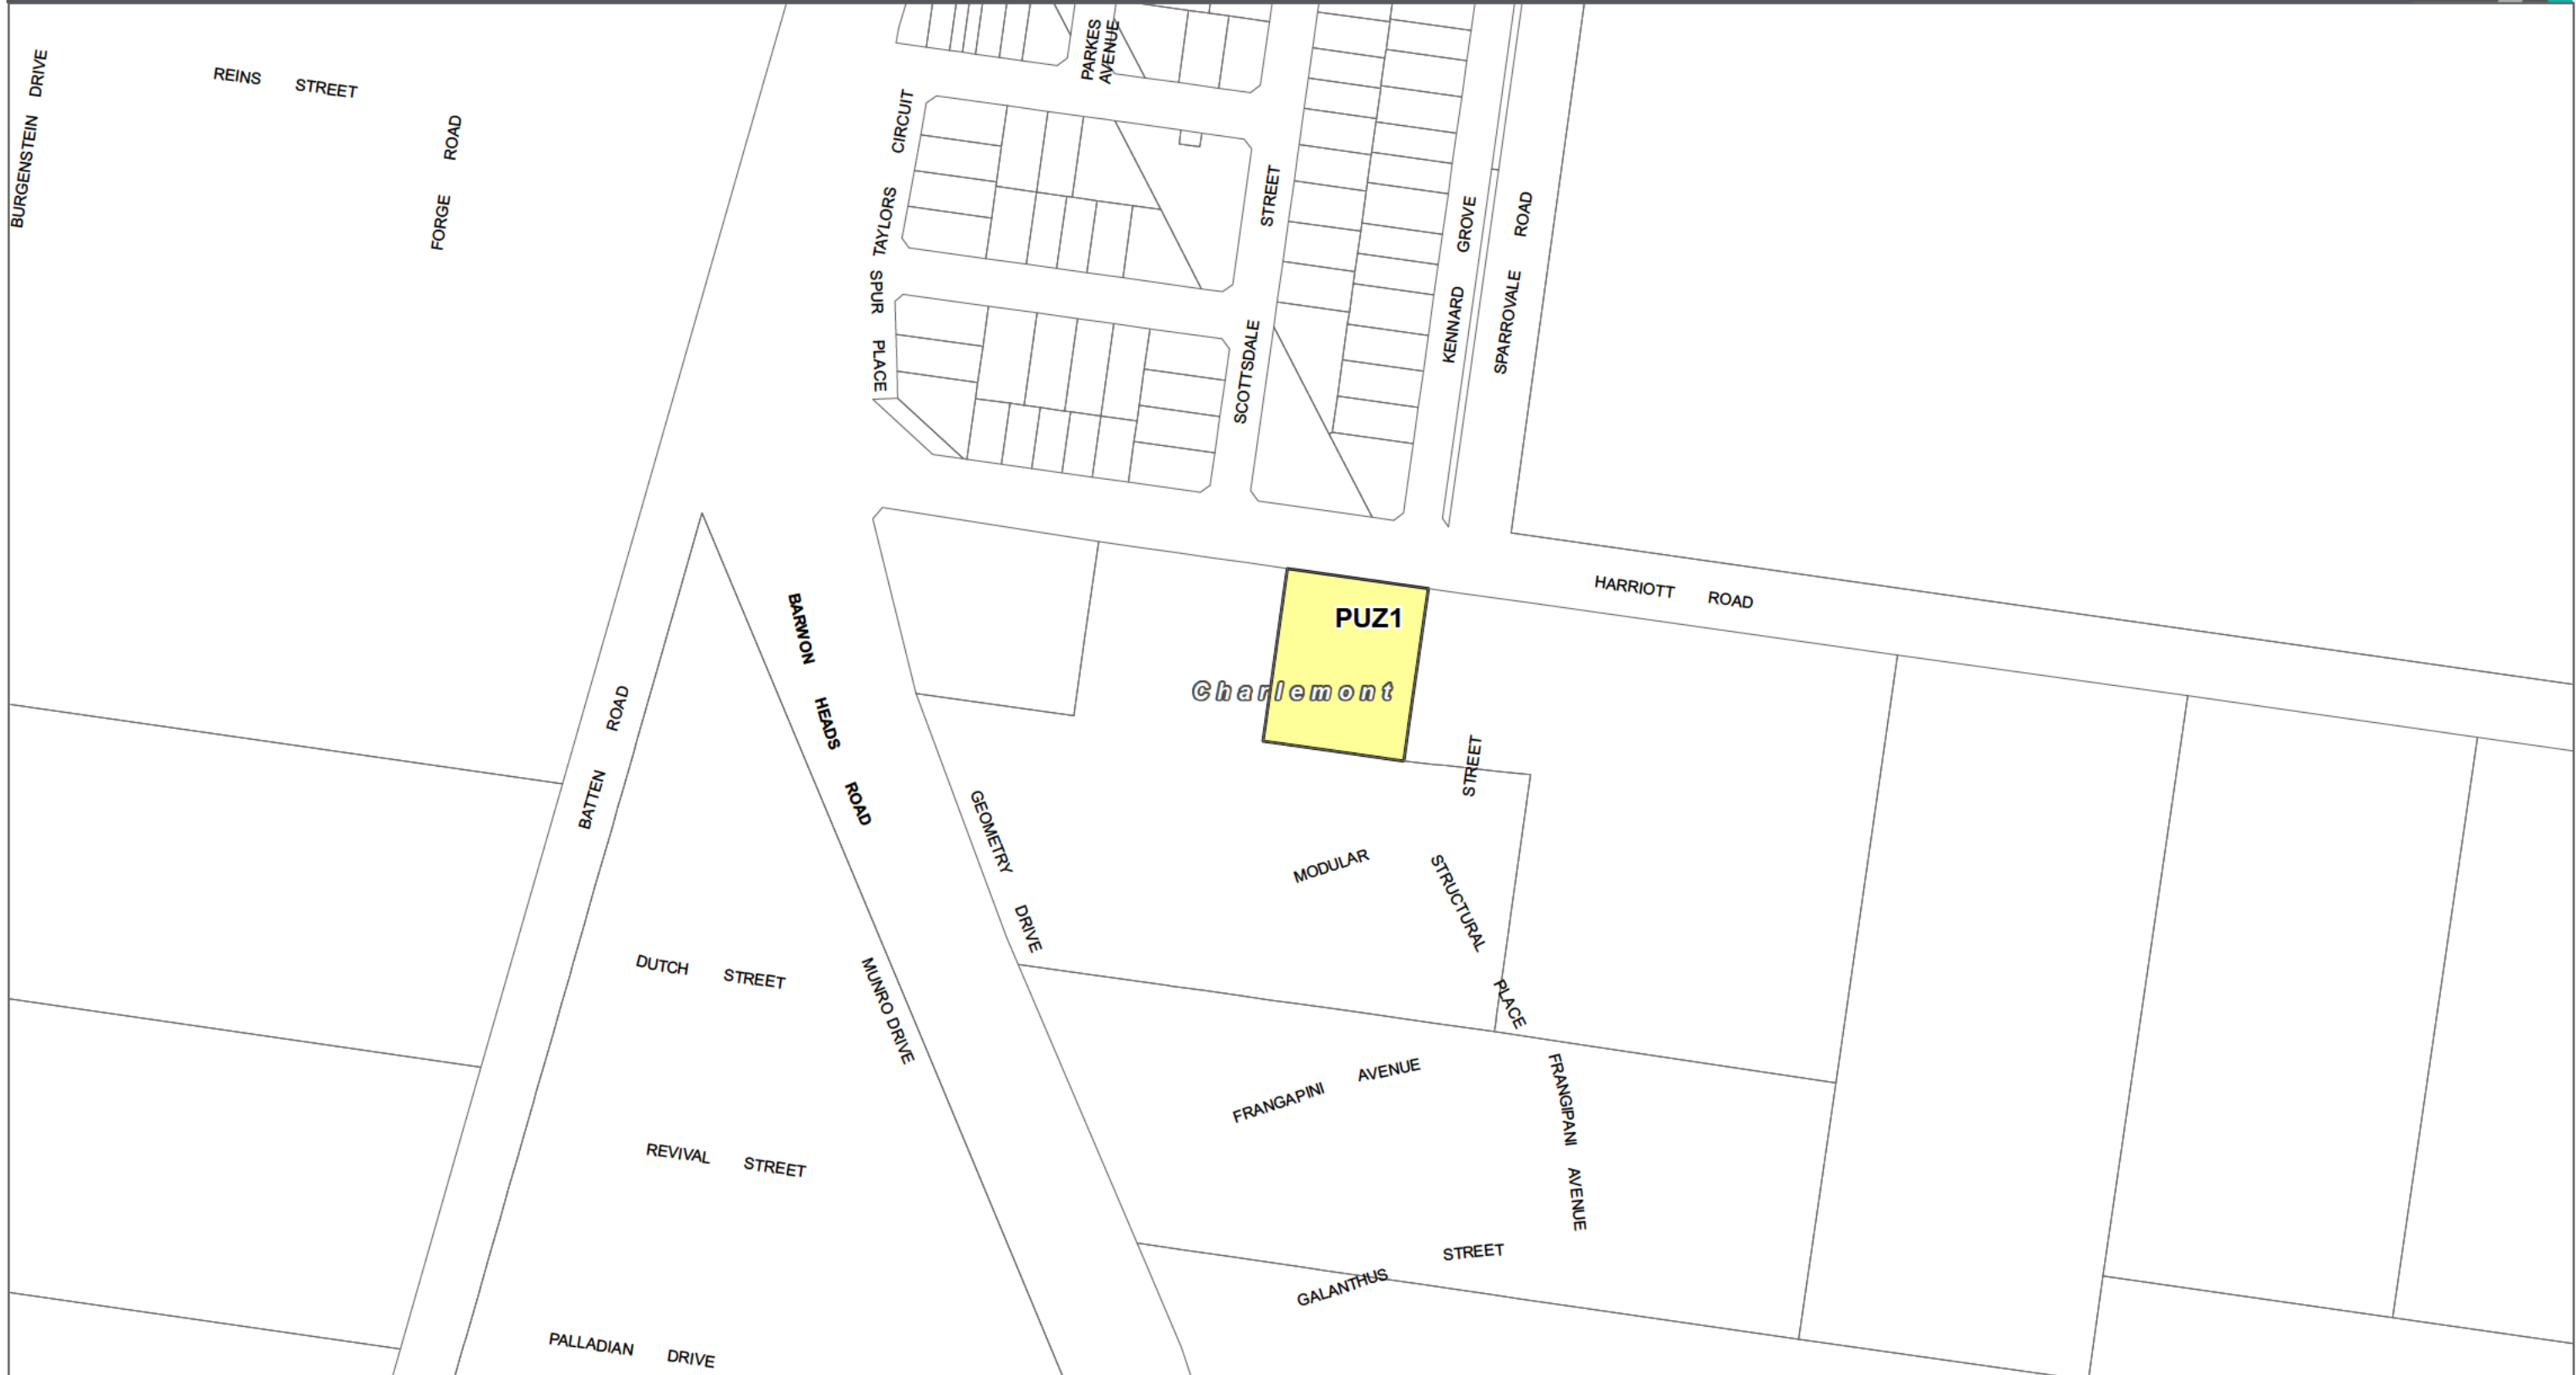 BURGENSTEIN DRIVE
REINS STREET
FORGE ROAD
PARKES
AVENUE
TAYLORS CIRCUIT
SPUR PLACE
SCOTTSDALE STREET
KENNARD GROVE
SPARROVALE ROAD
HARRIOTT ROAD
PUZ1
Charlemont
BARWON HEADS ROAD
BATTEN ROAD
GEOMETRY DRIVE
MODULAR STREET
STRUCTURAL PLACE
DUTCH STREET
MUNRO DRIVE
FRANGAPINI AVENUE
FRANGIPANI AVENUE
REVIVAL STREET
GALANTHUS STREET
PALLADIAN DRIVE